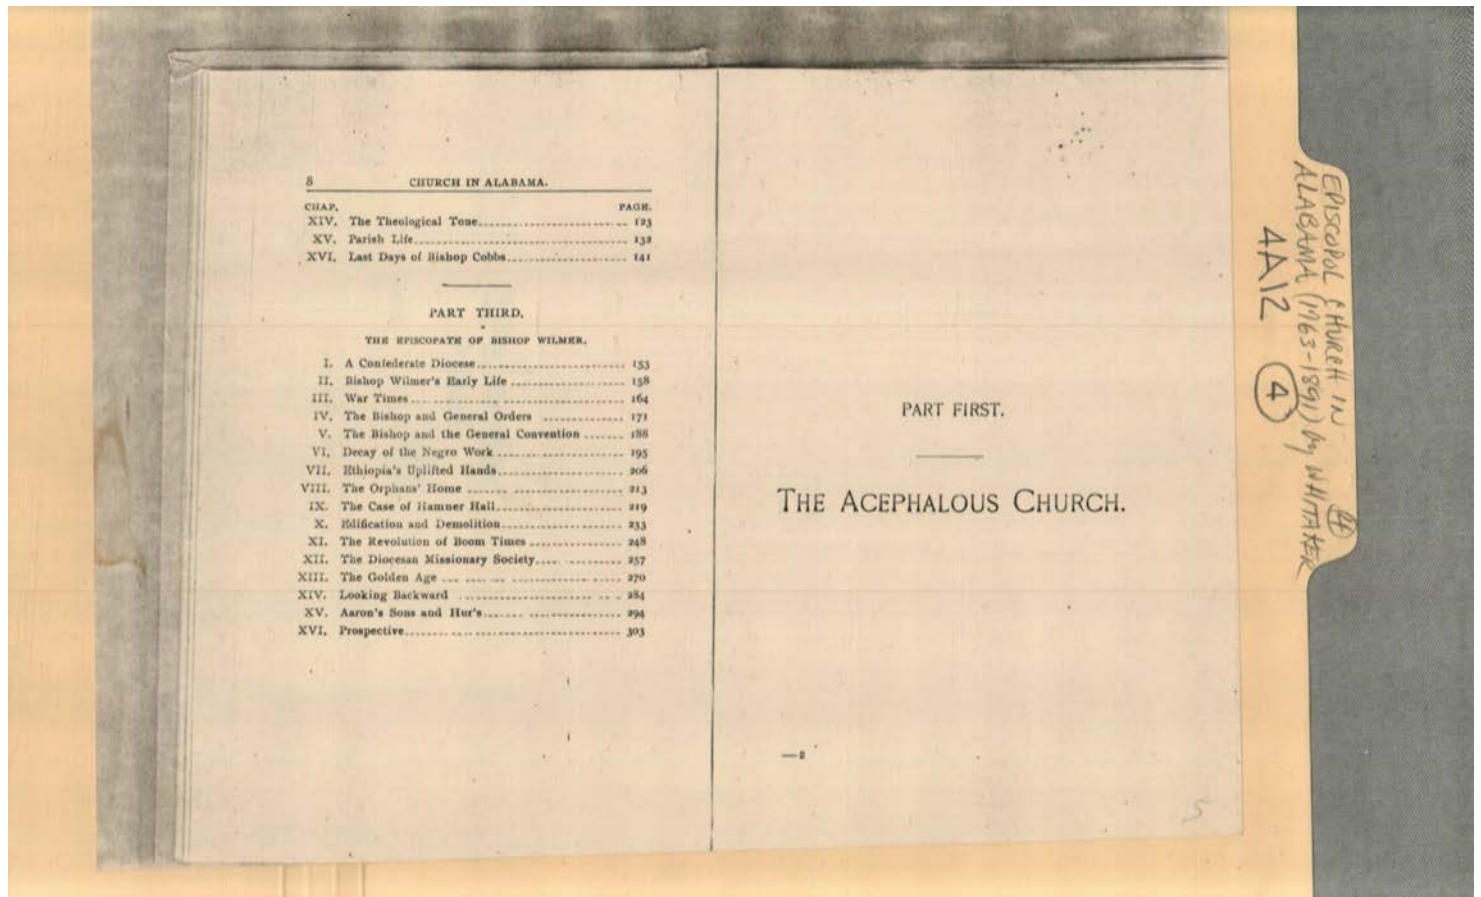 8 CHURCH IN ALABAMA.
CHAP. PAGE.
XIV. The Theological Tone 123
XV. Parish Life 132
XVI. Last Days of Bishop Cobbs 141
PART THIRD.
THE EPISCOPATE OF BISHOP WILMER.
I. A Confederate Diocese 153
II. Bishop Wilmer's Early Life 158
III. War Times 164
IV. The Bishop and General Orders 171
V. The Bishop and the General Convention 188
VI. Decay of the Negro Work 195
VII. Ethiopia's Uplifted Hands 206
VIII. The Orphans' Home 213
IX. The Case of Hamner Hall 219
X. Edification and Demolition 233
XI. The Revolution of Boom Times 248
XII. The Diocesan Missionary Society 257
XIII. The Golden Age 270
XIV. Looking Backward 284
XV. Aaron's Sons and Hur's 294
XVI. Prospective 303
PART FIRST.
THE ACEPHALOUS CHURCH.
—2
EPISCOPOL CHURCH IN
ALABAMA (1763-1891) by WHITAKER
4A12 4